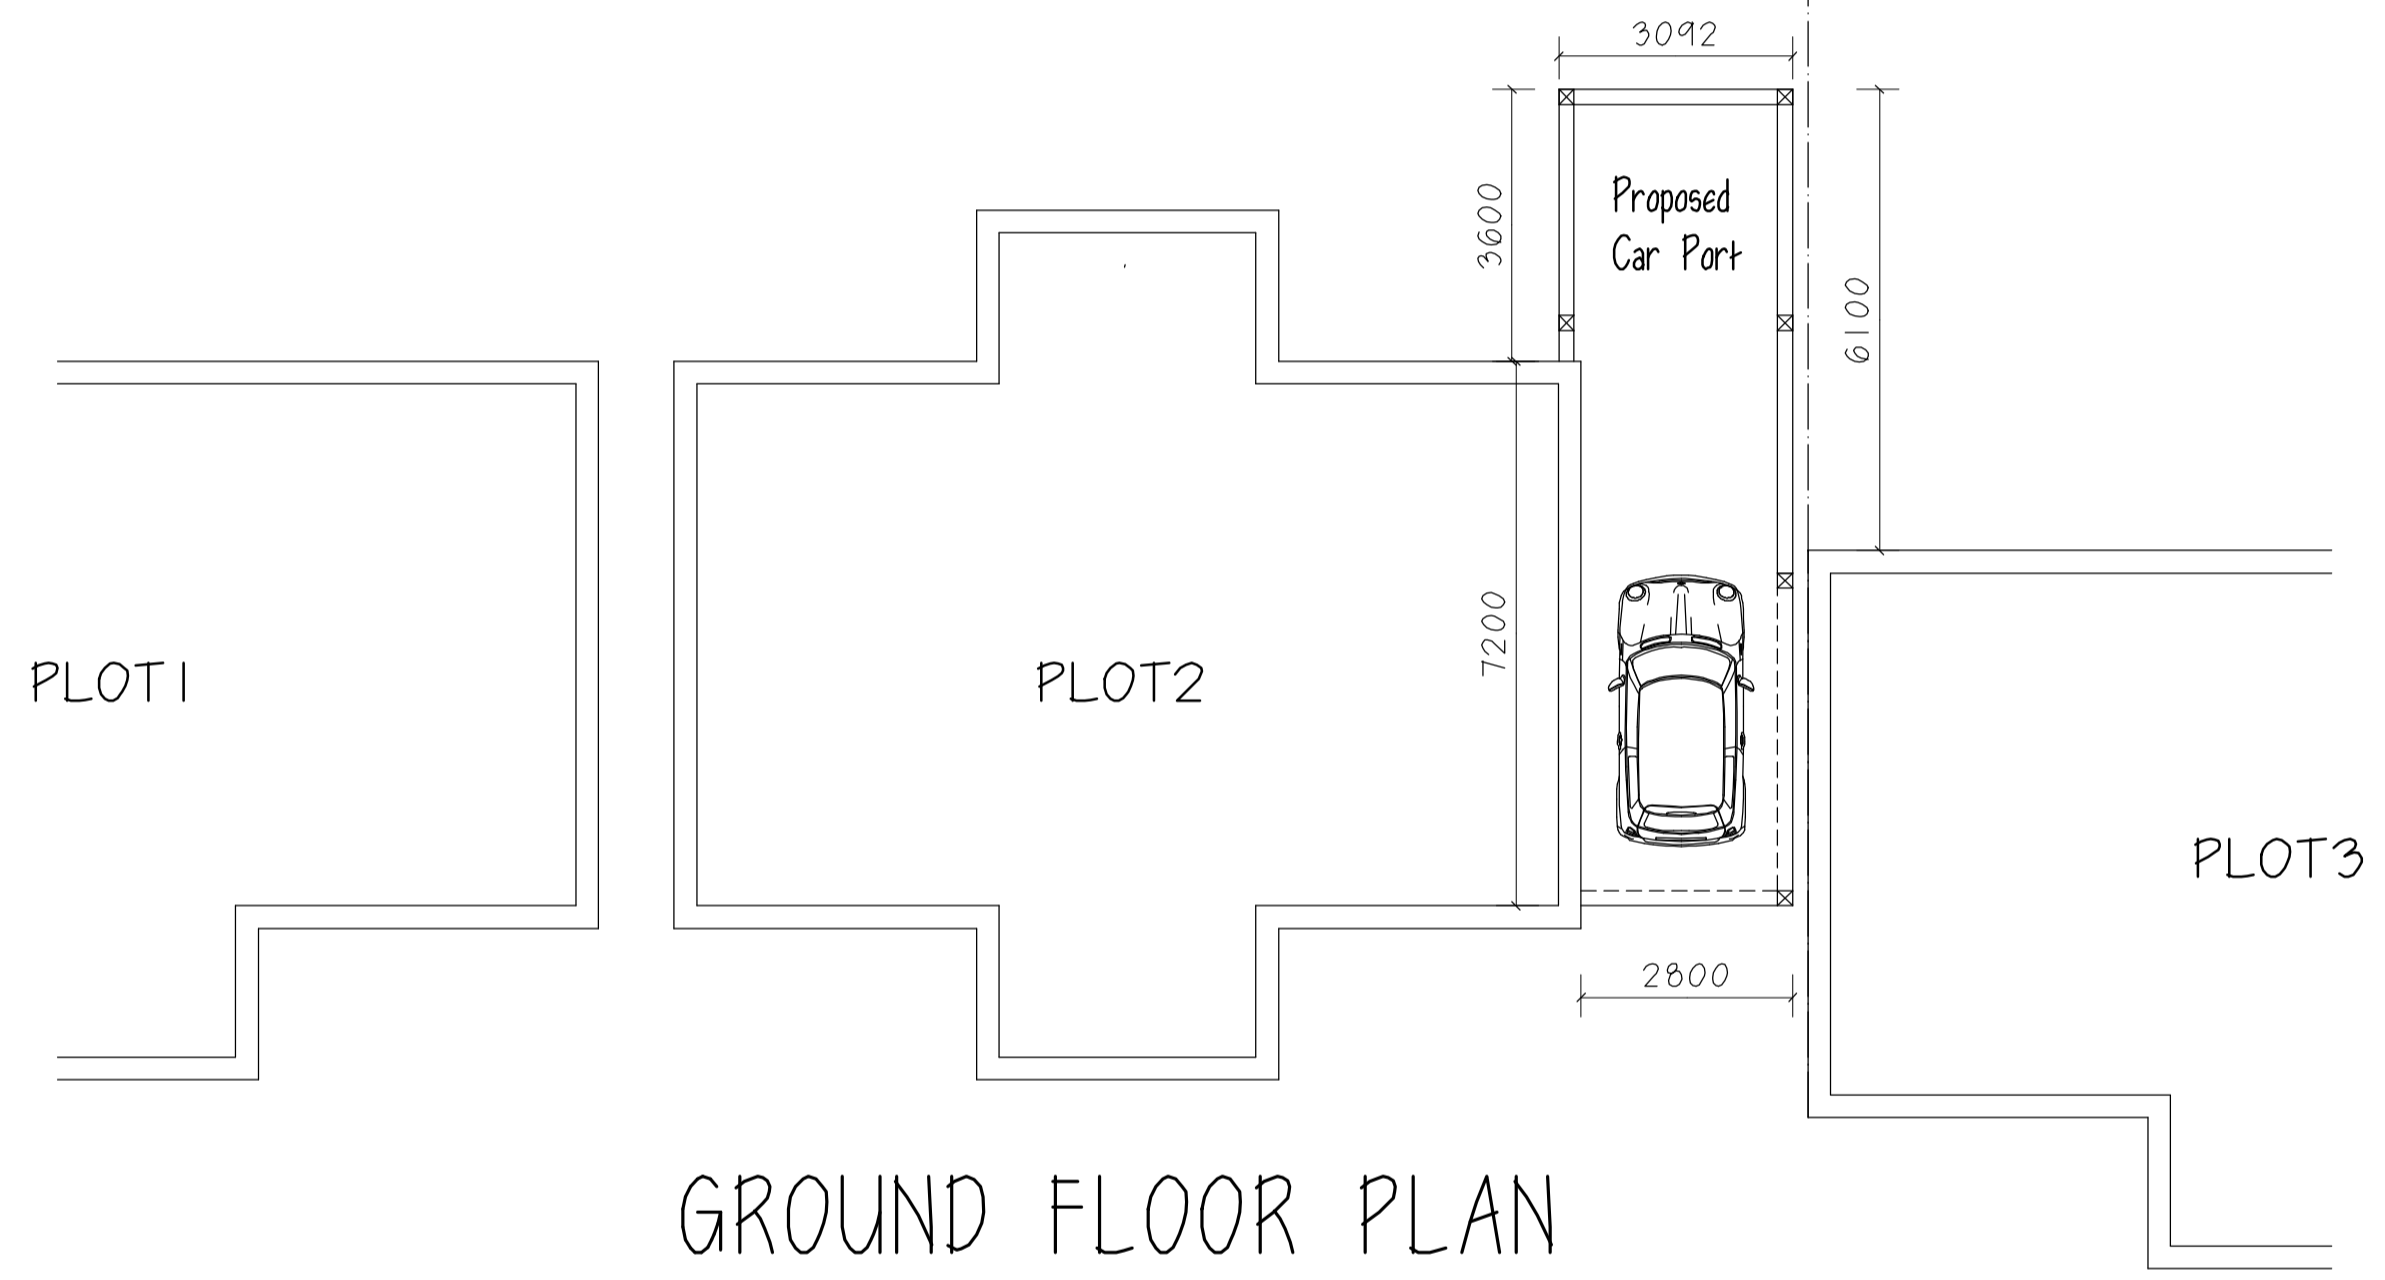 3092
3600
Proposed
Car Port
6100
7200
PLOT1
PLOT2
PLOT3
2800
GROUND FLOOR PLAN